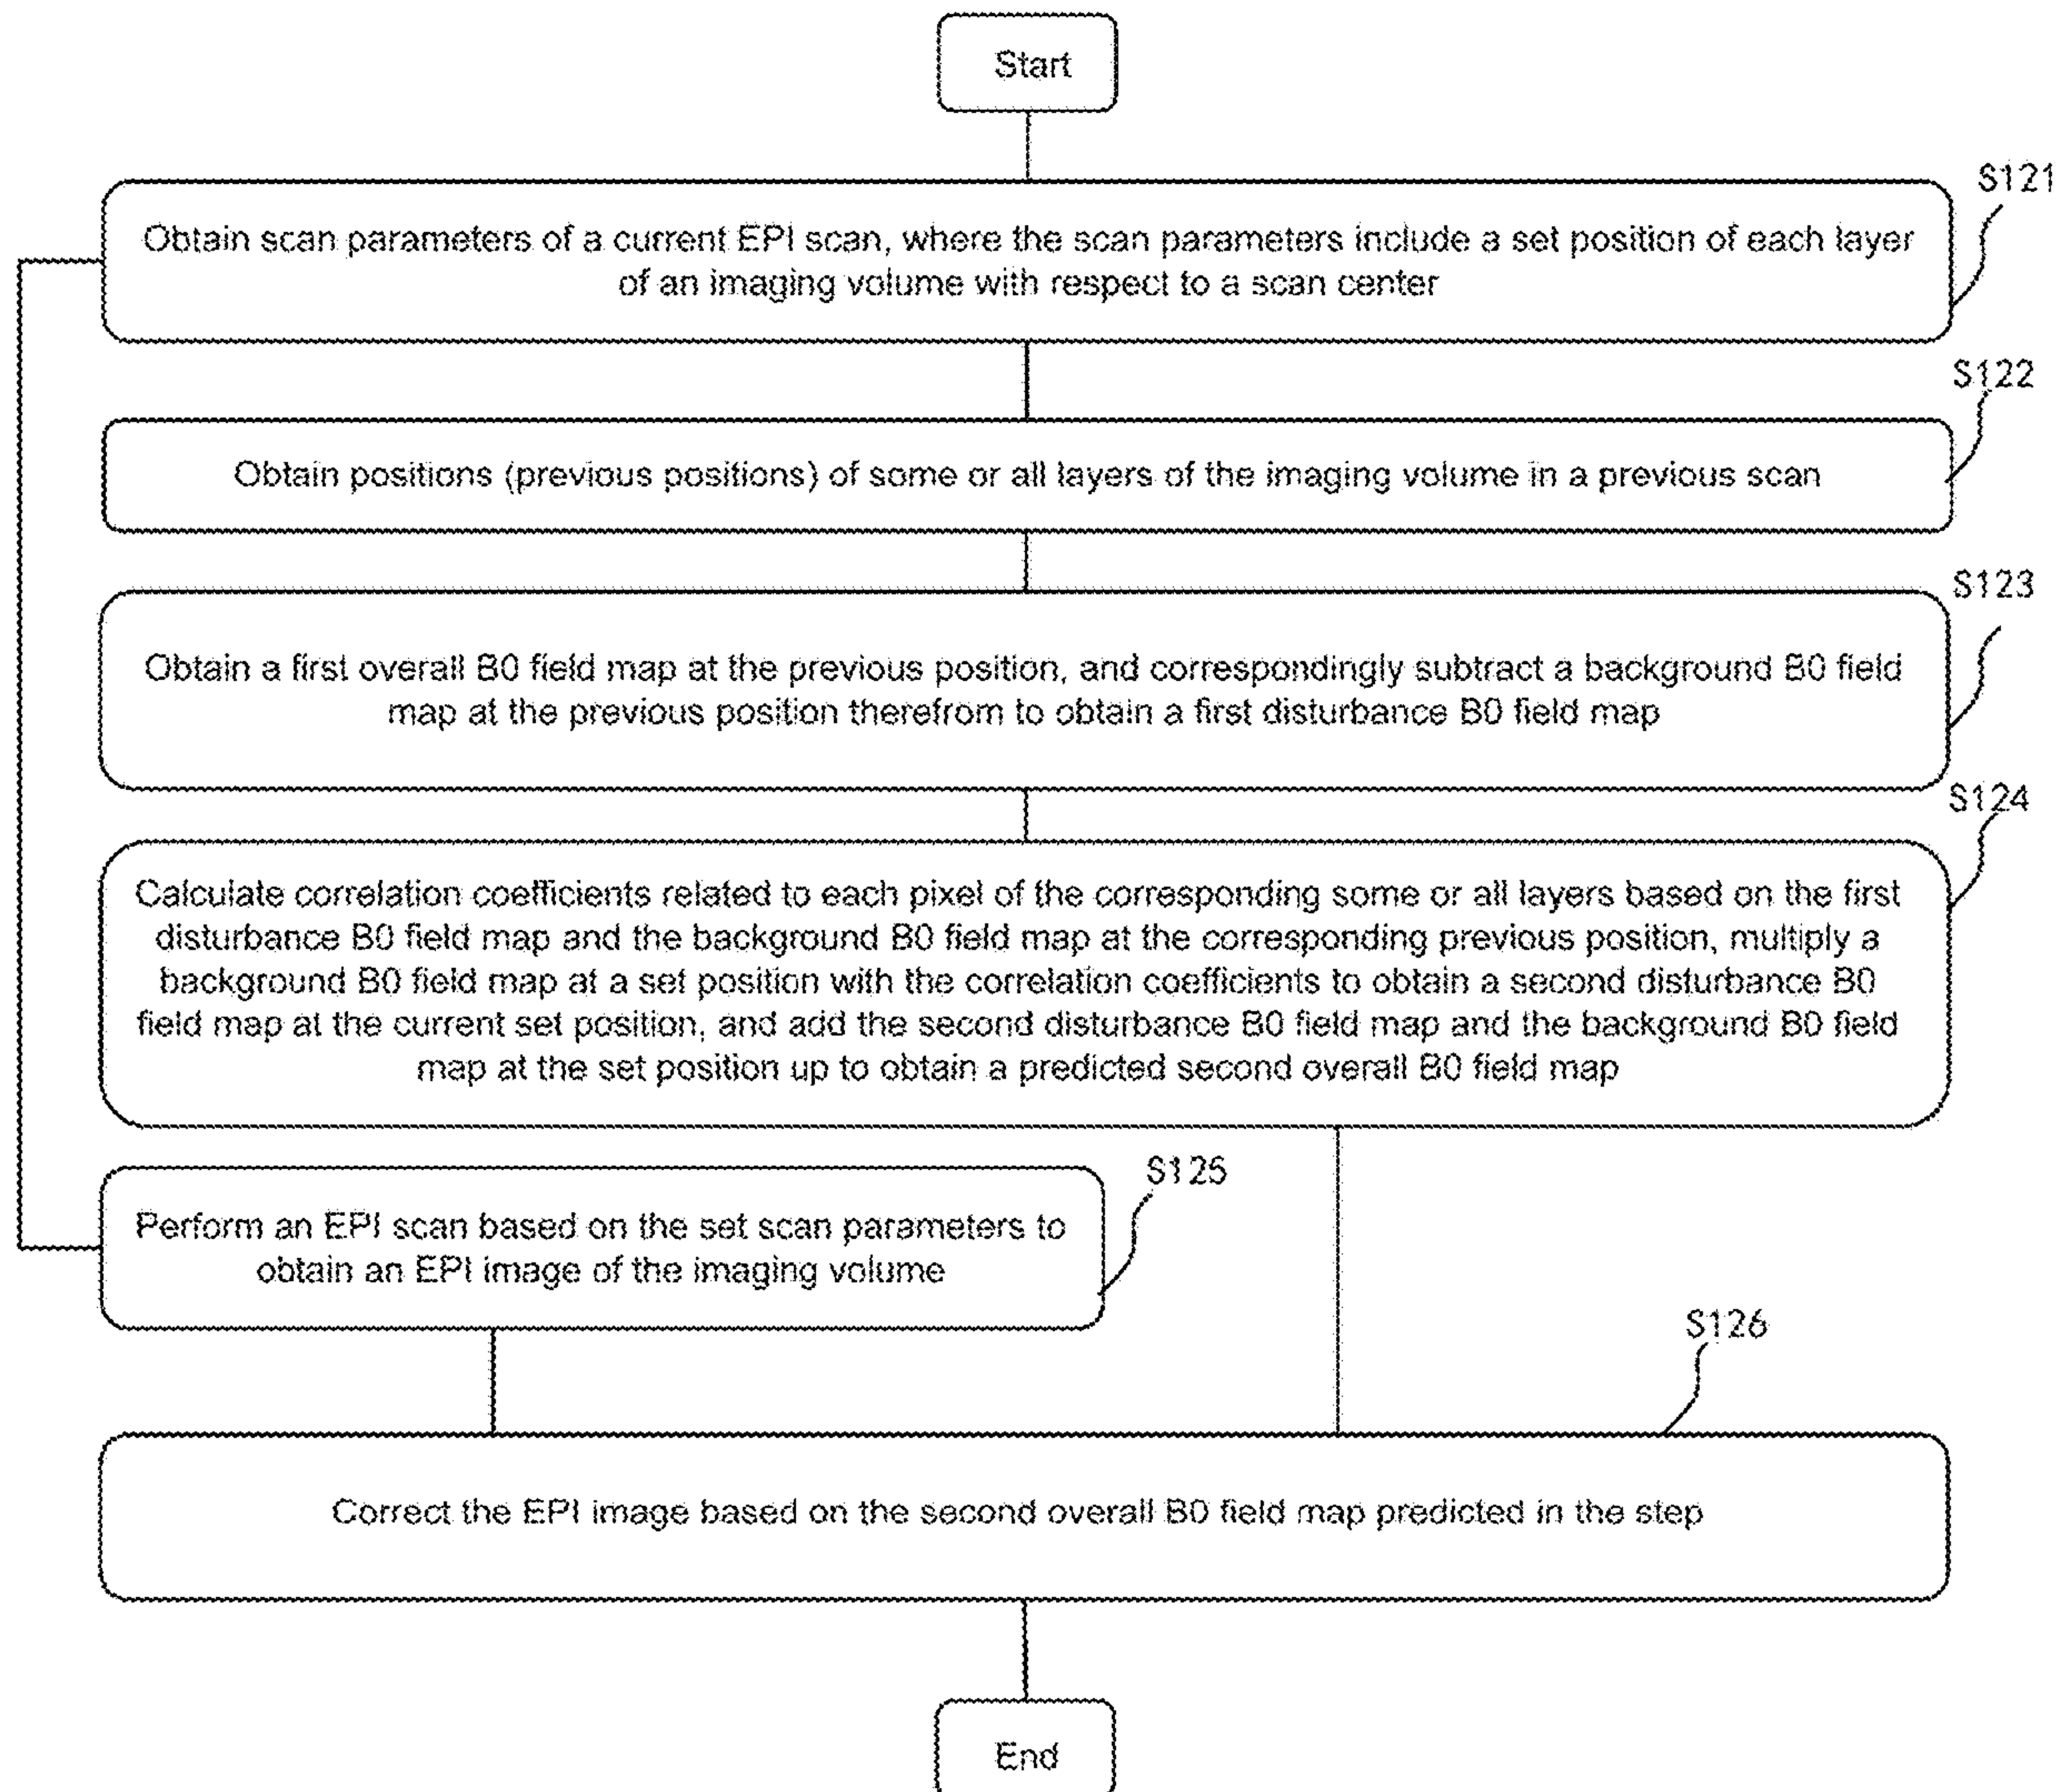 Start
S121
Obtain scan parameters of a current EPI scan, where the scan parameters include a set position of each layer
of an imaging volume with respect to a scan center
S122
Obtain positions (previous positions) of some or all layers of the imaging volume in a previous scan
S123
Obtain a first overall B0 field map at the previous position, and correspondingly subtract a background B0 field
map at the previous position therefrom to obtain a first disturbance B0 field map
S124
Calculate correlation coefficients related to each pixel of the corresponding some or all layers based on the first
disturbance B0 field map and the background B0 field map at the corresponding previous position, multiply a
background B0 field map at a set position with the correlation coefficients to obtain a second disturbance B0
field map at the current set position, and add the second disturbance B0 field map and the background B0 field
map at the set position up to obtain a predicted second overall B0 field map
S125
Perform an EPI scan based on the set scan parameters to
obtain an EPI image of the imaging volume
S126
Correct the EPI image based on the second overall B0 field map predicted in the step
End